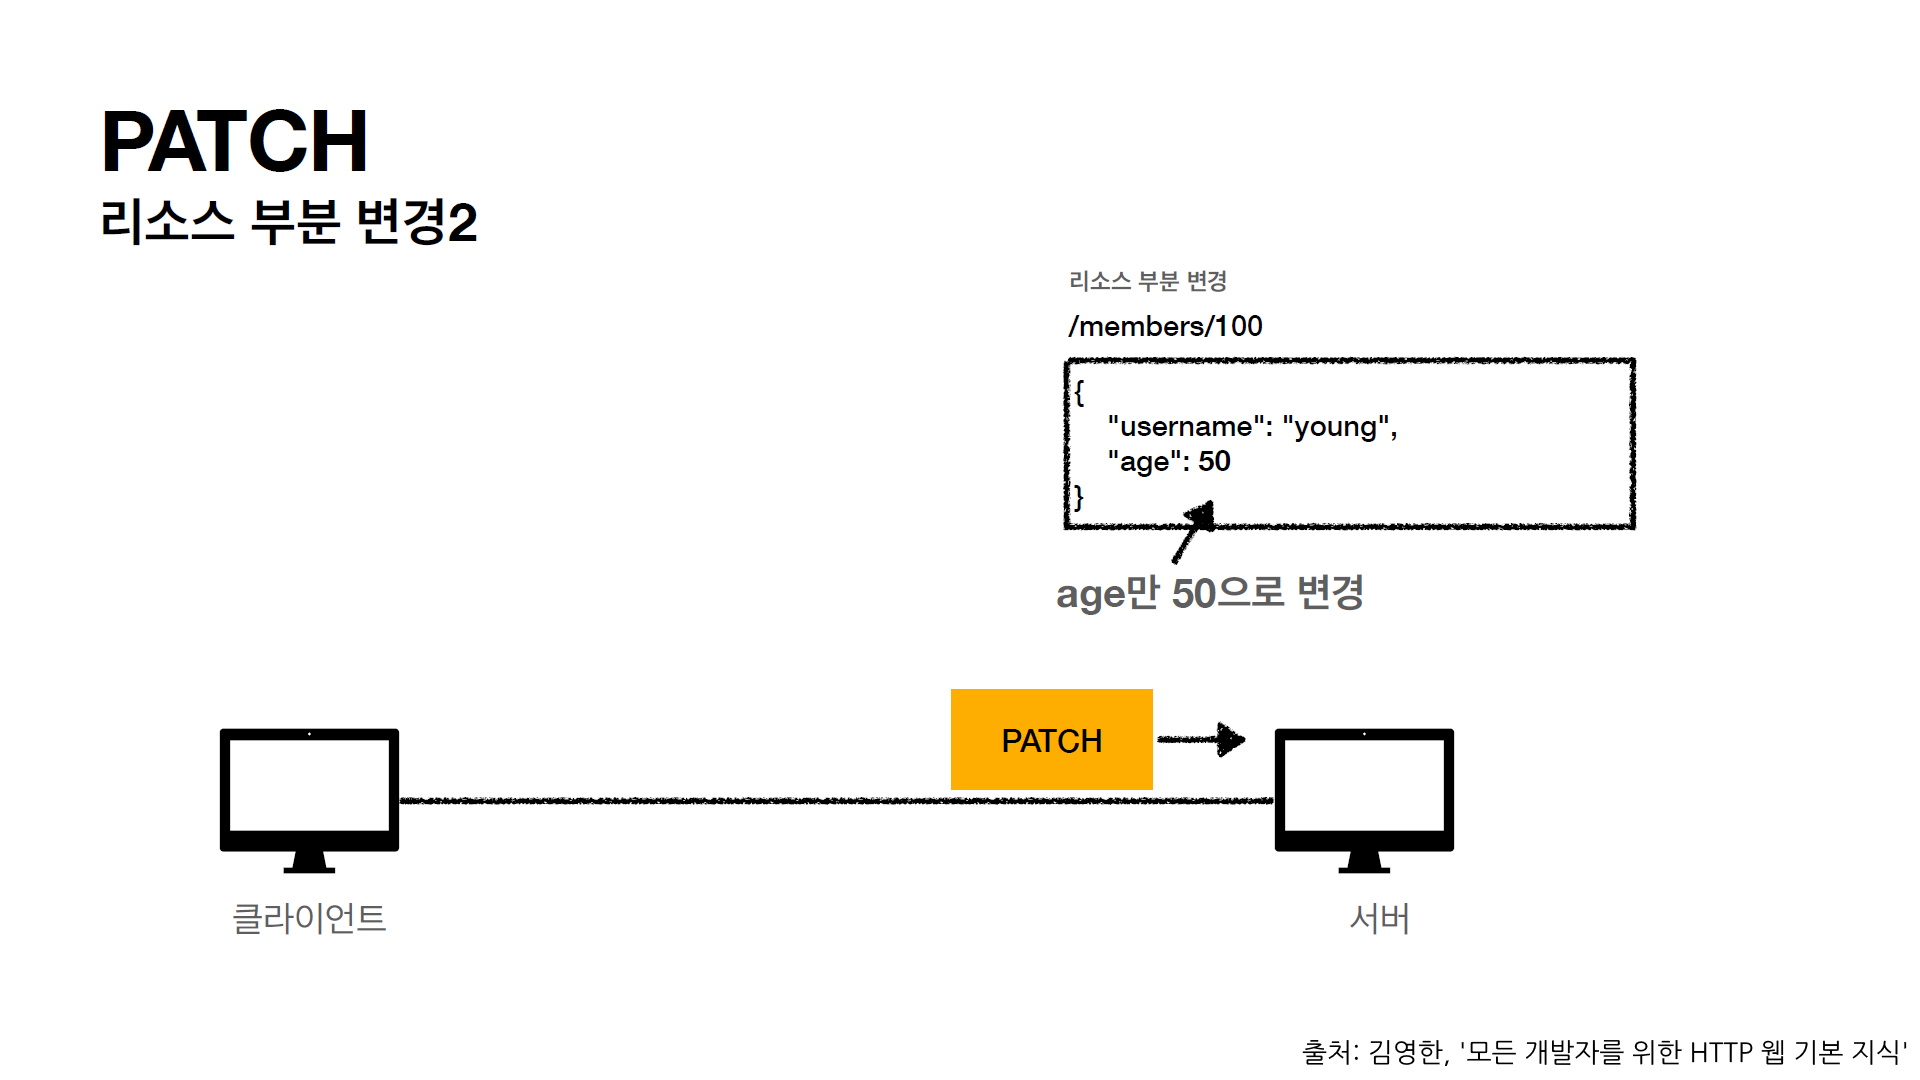 PATCH
리소스 부분 변경2
리소스 부분 변경
/members/100
{
"username": "young",
"age": 50
}
age만 50으로 변경
PATCH
클라이언트
서버
출처: 김영한, '모든 개발자를 위한 HTTP 웹 기본 지식'